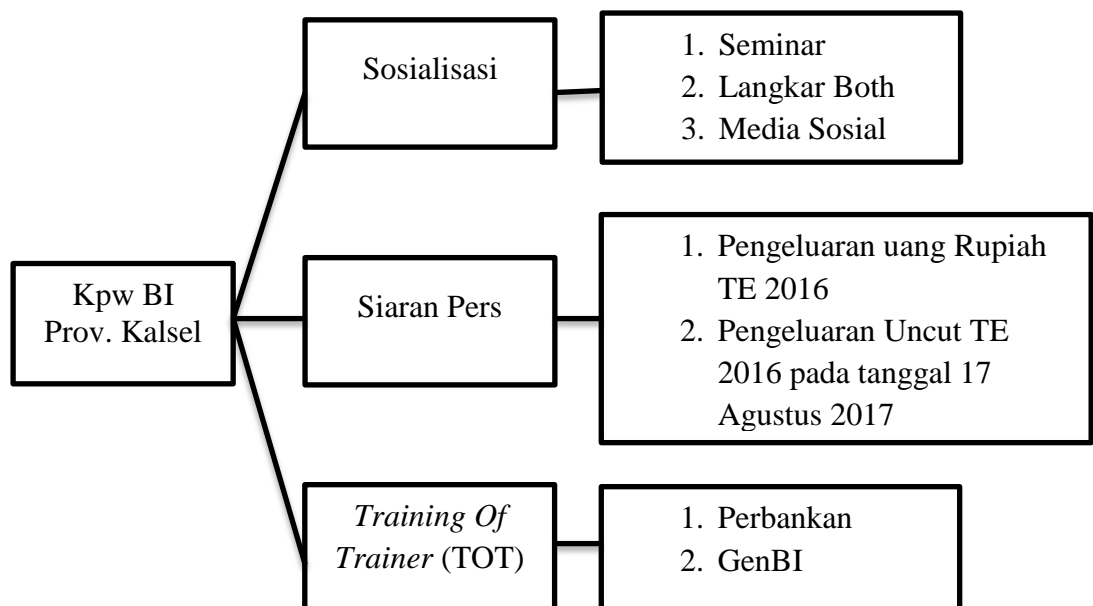 Sosialisasi
1. Seminar
2. Langkar Both
3. Media Sosial
Kpw BI
Prov. Kalsel
Siaran Pers
1. Pengeluaran uang Rupiah
TE 2016
2. Pengeluaran Uncut TE
2016 pada tanggal 17
Agustus 2017
Training Of
Trainer (TOT)
1. Perbankan
2. GenBI